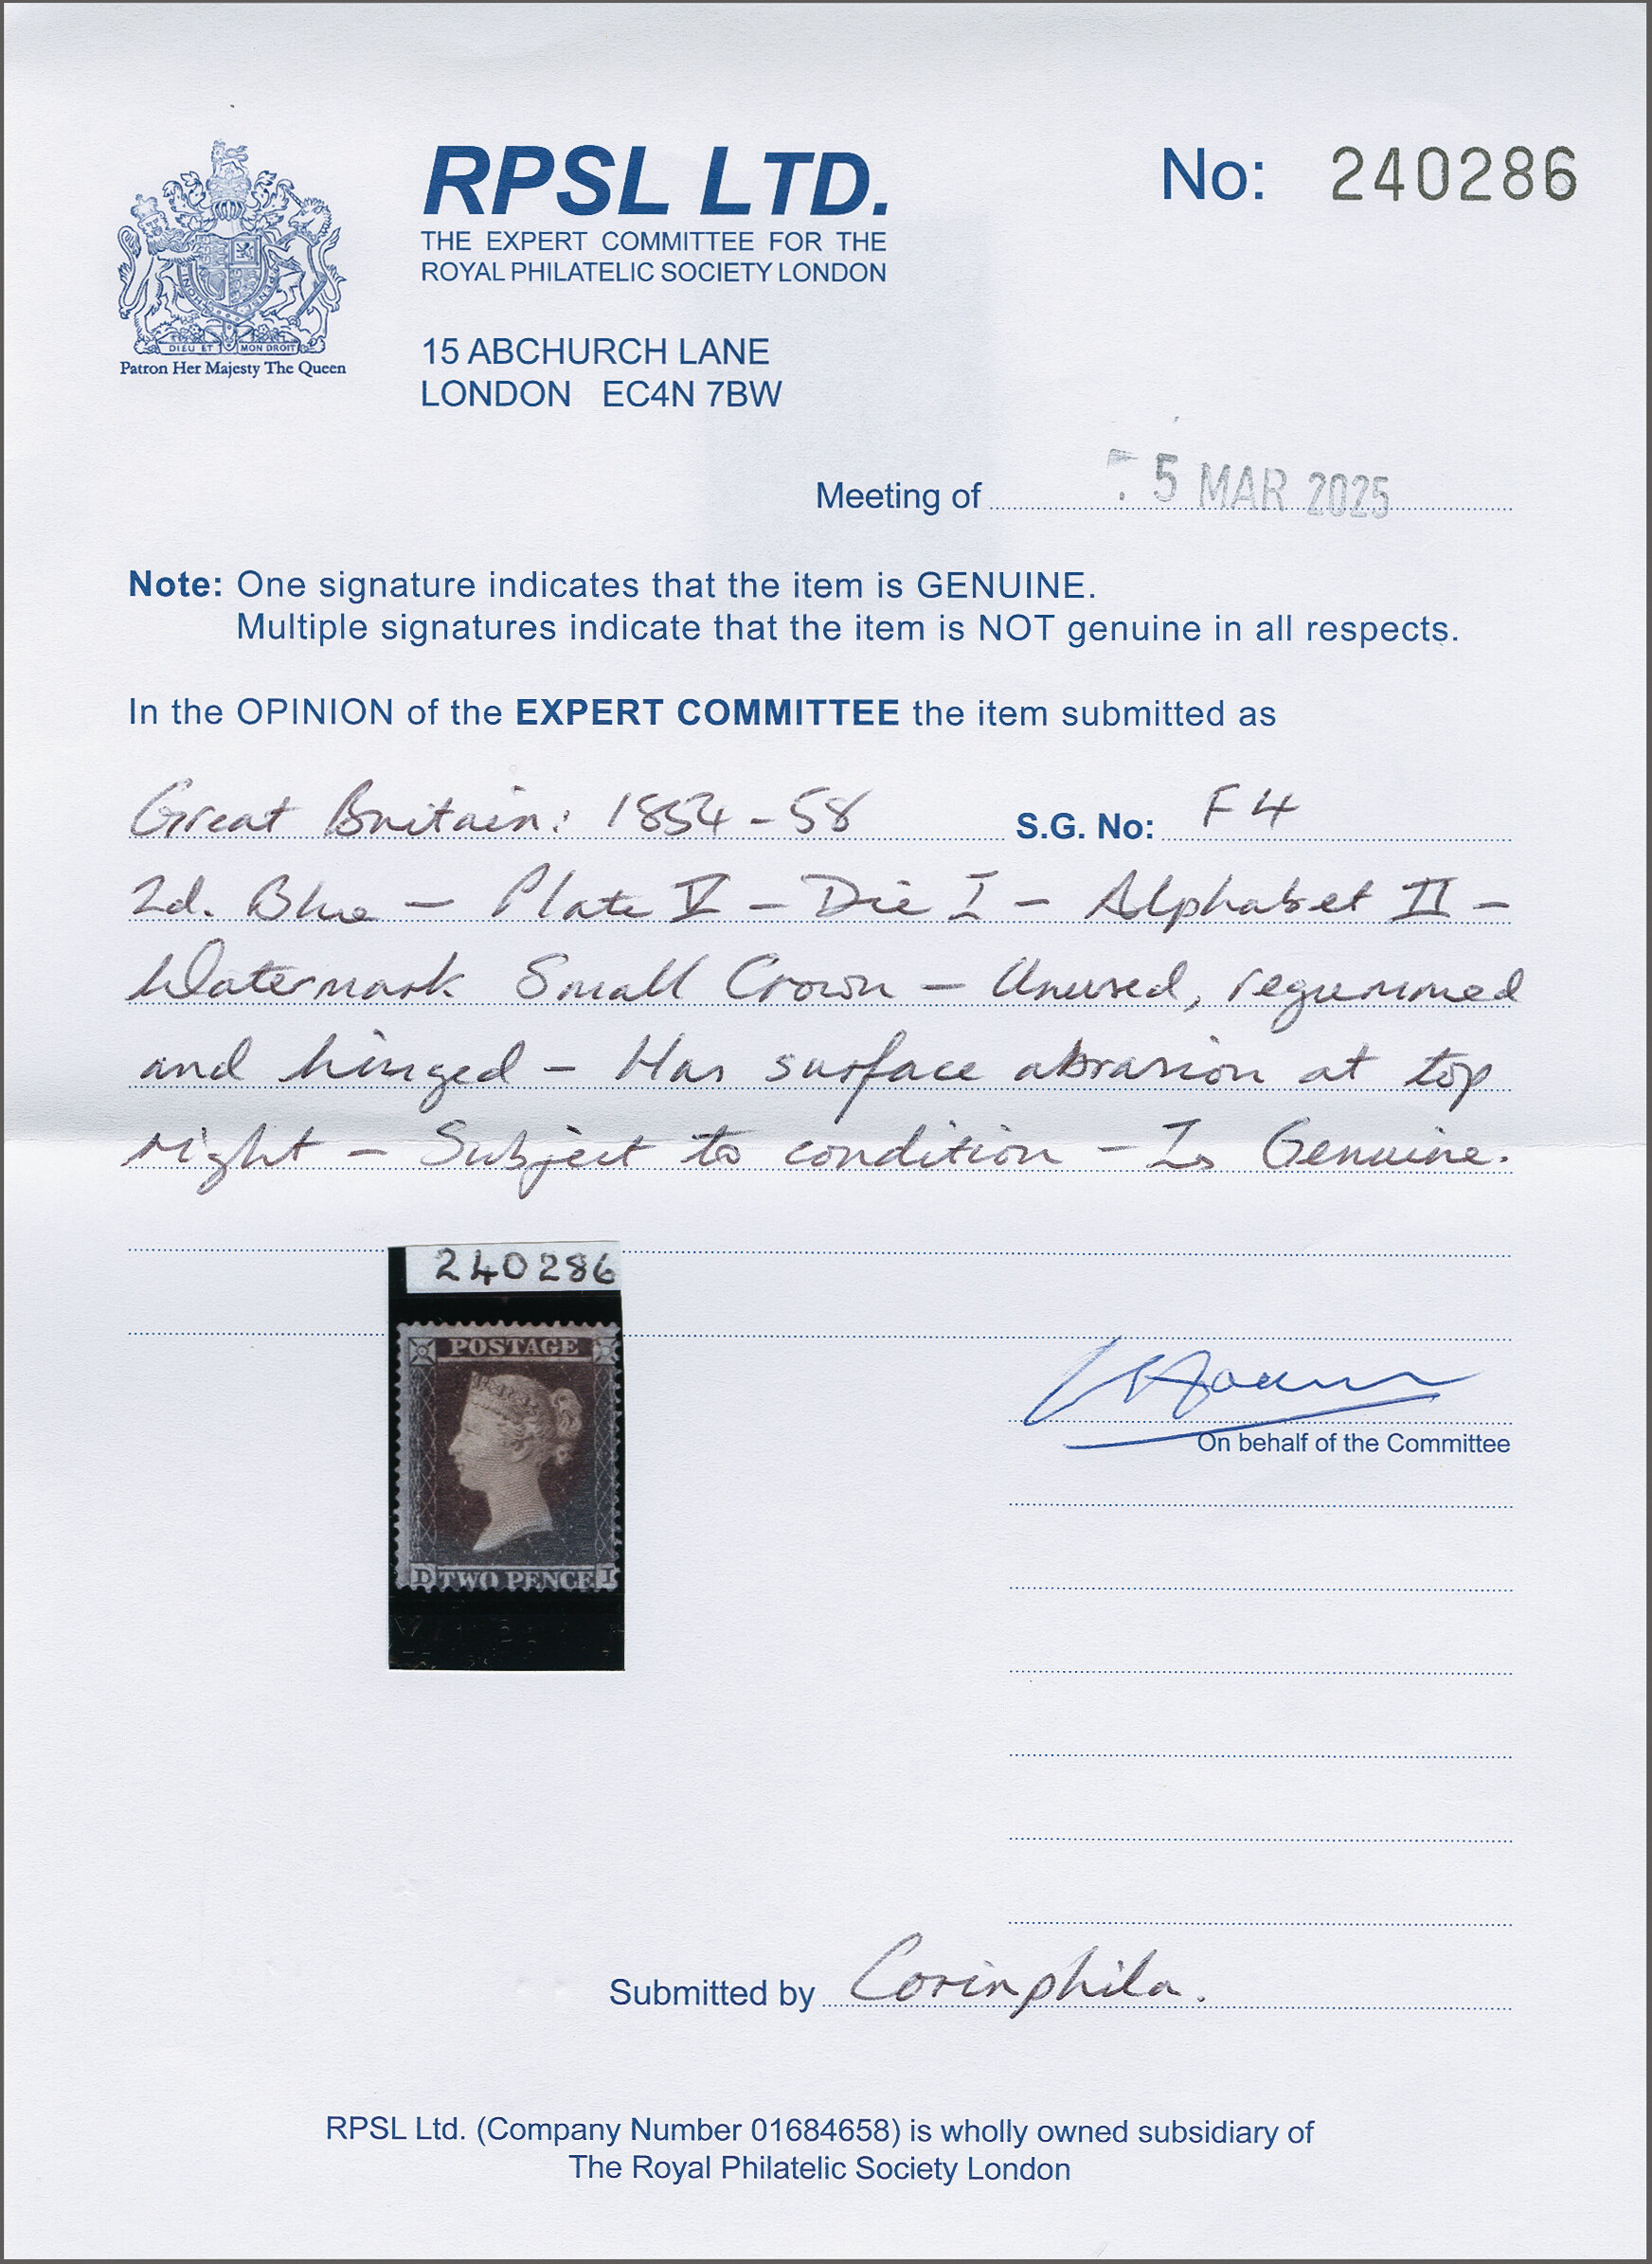 RPSL LTD.
THE EXPERT COMMITTEE FOR THE
ROYAL PHILATELIC SOCIETY LONDON
15 ABCHURCH LANE
LONDON EC4N 7BW
No: 240286
DIEU ET MON DROIT
Patron Her Majesty The Queen
Meeting of 5 MAR 2025
Note: One signature indicates that the item is GENUINE.
Multiple signatures indicate that the item is NOT genuine in all respects.
In the OPINION of the EXPERT COMMITTEE the item submitted as
Great Britain: 1854-58 S.G. No: F4
2d. Blue - Plate V - Die I - Alphabet II -
Watermark Small Crown - Unused, regummed
and hinged - Has surface abrasion at top
right - Subject to condition - Is Genuine.
240286
POSTAGE
D TWO PENCE I
On behalf of the Committee
Submitted by Corinphila.
RPSL Ltd. (Company Number 01684658) is wholly owned subsidiary of
The Royal Philatelic Society London